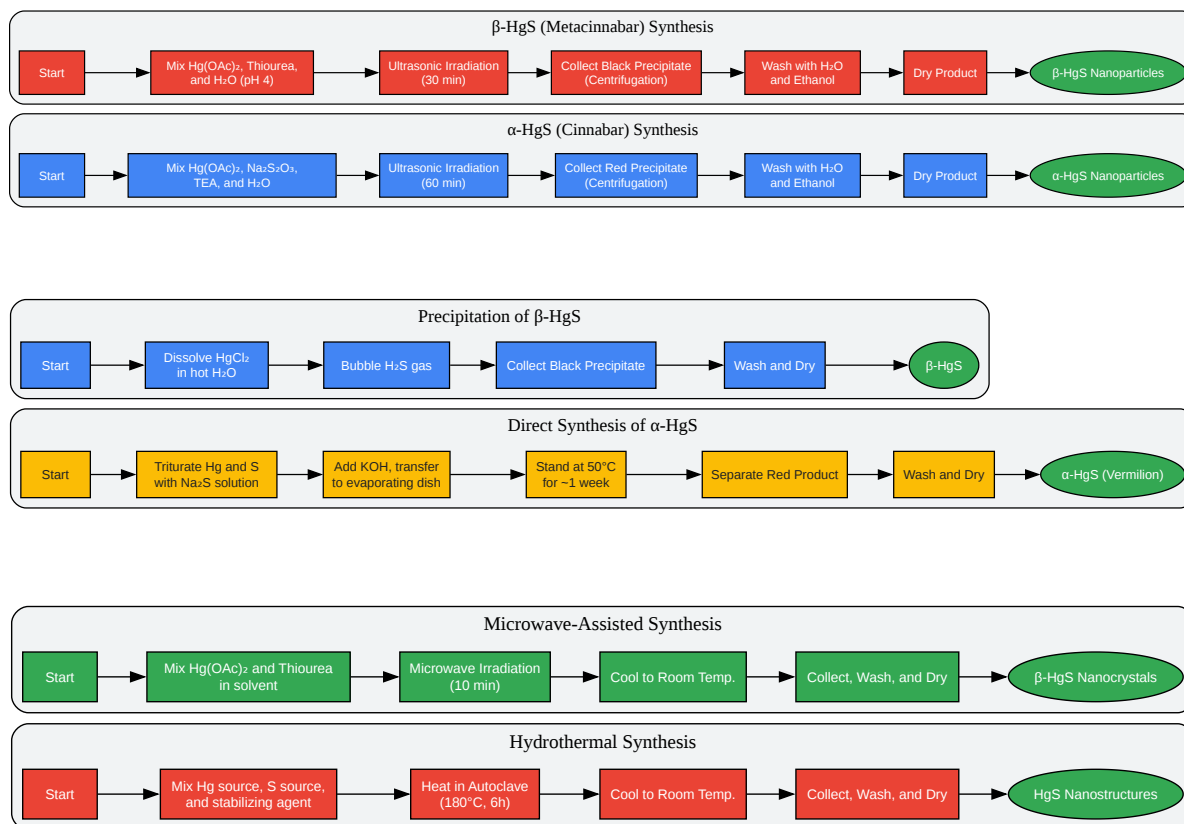 β-HgS (Metacinnabar) Synthesis
Start
Mix Hg(OAc)₂, Thiourea,
and H₂O (pH 4)
Ultrasonic Irradiation
(30 min)
Collect Black Precipitate
(Centrifugation)
Wash with H₂O
and Ethanol
Dry Product
β-HgS Nanoparticles
α-HgS (Cinnabar) Synthesis
Start
Mix Hg(OAc)₂, Na₂S₂O₃,
TEA, and H₂O
Ultrasonic Irradiation
(60 min)
Collect Red Precipitate
(Centrifugation)
Wash with H₂O
and Ethanol
Dry Product
α-HgS Nanoparticles
Precipitation of β-HgS
Start
Dissolve HgCl₂
in hot H₂O
Bubble H₂S gas
Collect Black Precipitate
Wash and Dry
β-HgS
Direct Synthesis of α-HgS
Start
Triturate Hg and S
with Na₂S solution
Add KOH, transfer
to evaporating dish
Stand at 50°C
for ~1 week
Separate Red Product
Wash and Dry
α-HgS (Vermilion)
Microwave-Assisted Synthesis
Start
Mix Hg(OAc)₂ and Thiourea
in solvent
Microwave Irradiation
(10 min)
Cool to Room Temp.
Collect, Wash, and Dry
β-HgS Nanocrystals
Hydrothermal Synthesis
Start
Mix Hg source, S source,
and stabilizing agent
Heat in Autoclave
(180°C, 6h)
Cool to Room Temp.
Collect, Wash, and Dry
HgS Nanostructures